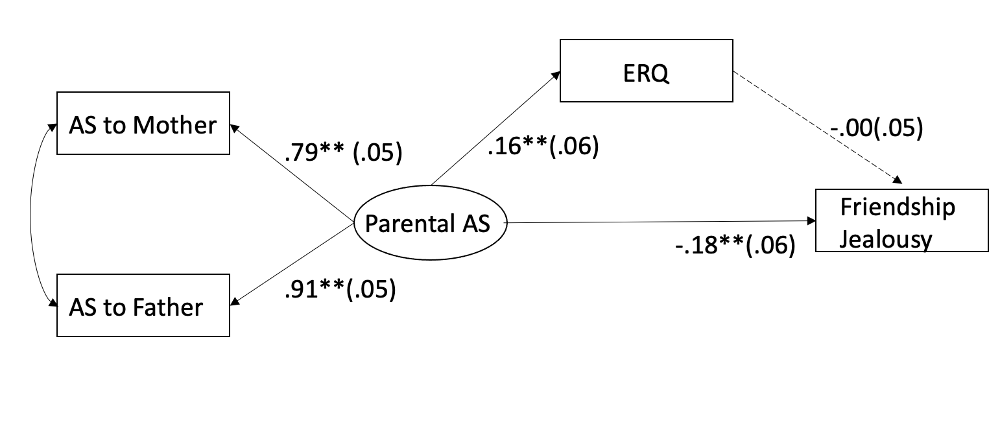 ERQ
AS to Mother
.79** (.05)
.16**(.06)
-.00(.05)
Parental AS
Friendship
Jealousy
-.18**(.06)
.91**(.05)
AS to Father